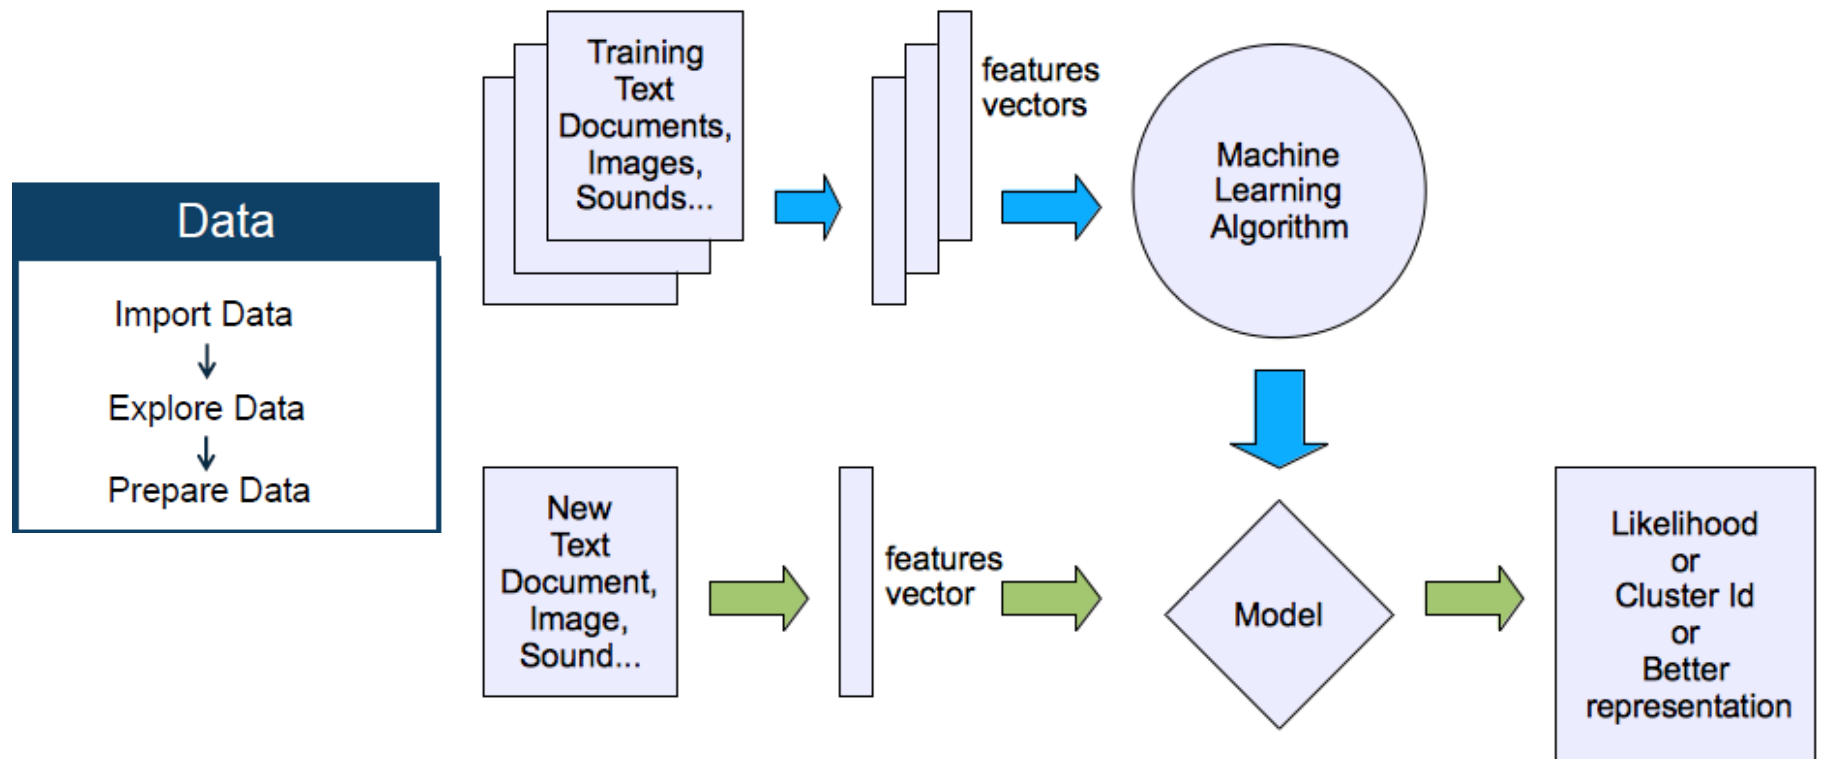 Data
Import Data
Explore Data
Prepare Data
Training
Text
Documents,
Images,
Sounds...
features
vectors
Machine
Learning
Algorithm
New
Text
Document,
Image,
Sound...
features
vector
Model
Likelihood
or
Cluster Id
or
Better
representation